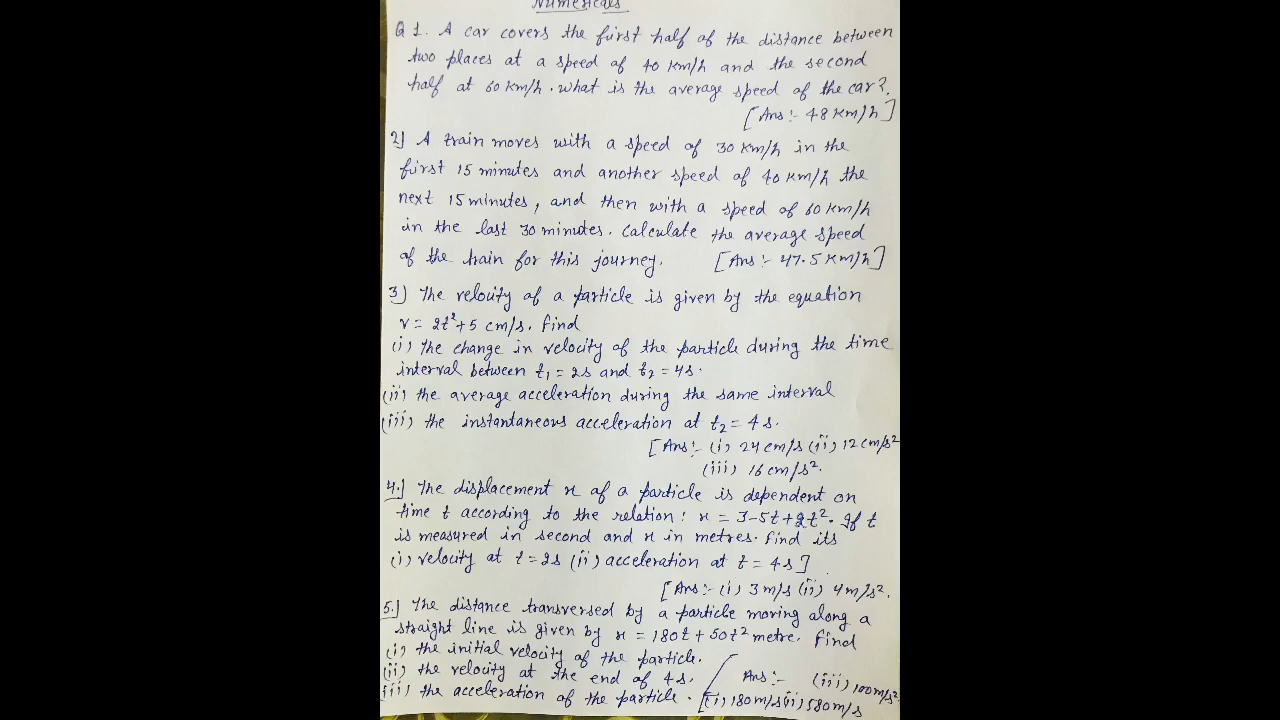 Numericals
Q 1. A car covers the first half of the distance between
two places at a speed of 40 km/h and the second
half at 60 km/h. what is the average speed of the car?.
[Ans:- 48 km/h]
2) A train moves with a speed of 30 km/h in the
first 15 minutes and another speed of 40 km/h the
next 15 minutes, and then with a speed of 60 km/h
in the last 30 minutes. Calculate the average speed
of the train for this journey. [Ans:- 47.5 km/h]
3) The velocity of a particle is given by the equation
v = 2t²+5 cm/s. Find
(i) the change in velocity of the particle during the time
interval between t₁ = 2s and t₂ = 4s.
(ii) the average acceleration during the same interval
(iii) the instantaneous acceleration at t₂ = 4 s.
[Ans:- (i) 24 cm/s (ii) 12 cm/s²
(iii) 16 cm/s².
4.) The displacement x of a particle is dependent on
time t according to the relation: x = 3-5t+2t². If t
is measured in second and x in metres. Find its
(i) velocity at t = 2s (ii) acceleration at t = 4s]
[Ans:- (i) 3 m/s (ii) 4 m/s².
5.) The distance transversed by a particle moving along a
straight line is given by x = 180t + 50t² metre. Find
(i) the initial velocity of the particle.
(ii) the velocity at the end of 4s.
(iii) the acceleration of the particle.
Ans:- (iii) 100 m/s²
[(i) 180 m/s (ii) 580 m/s